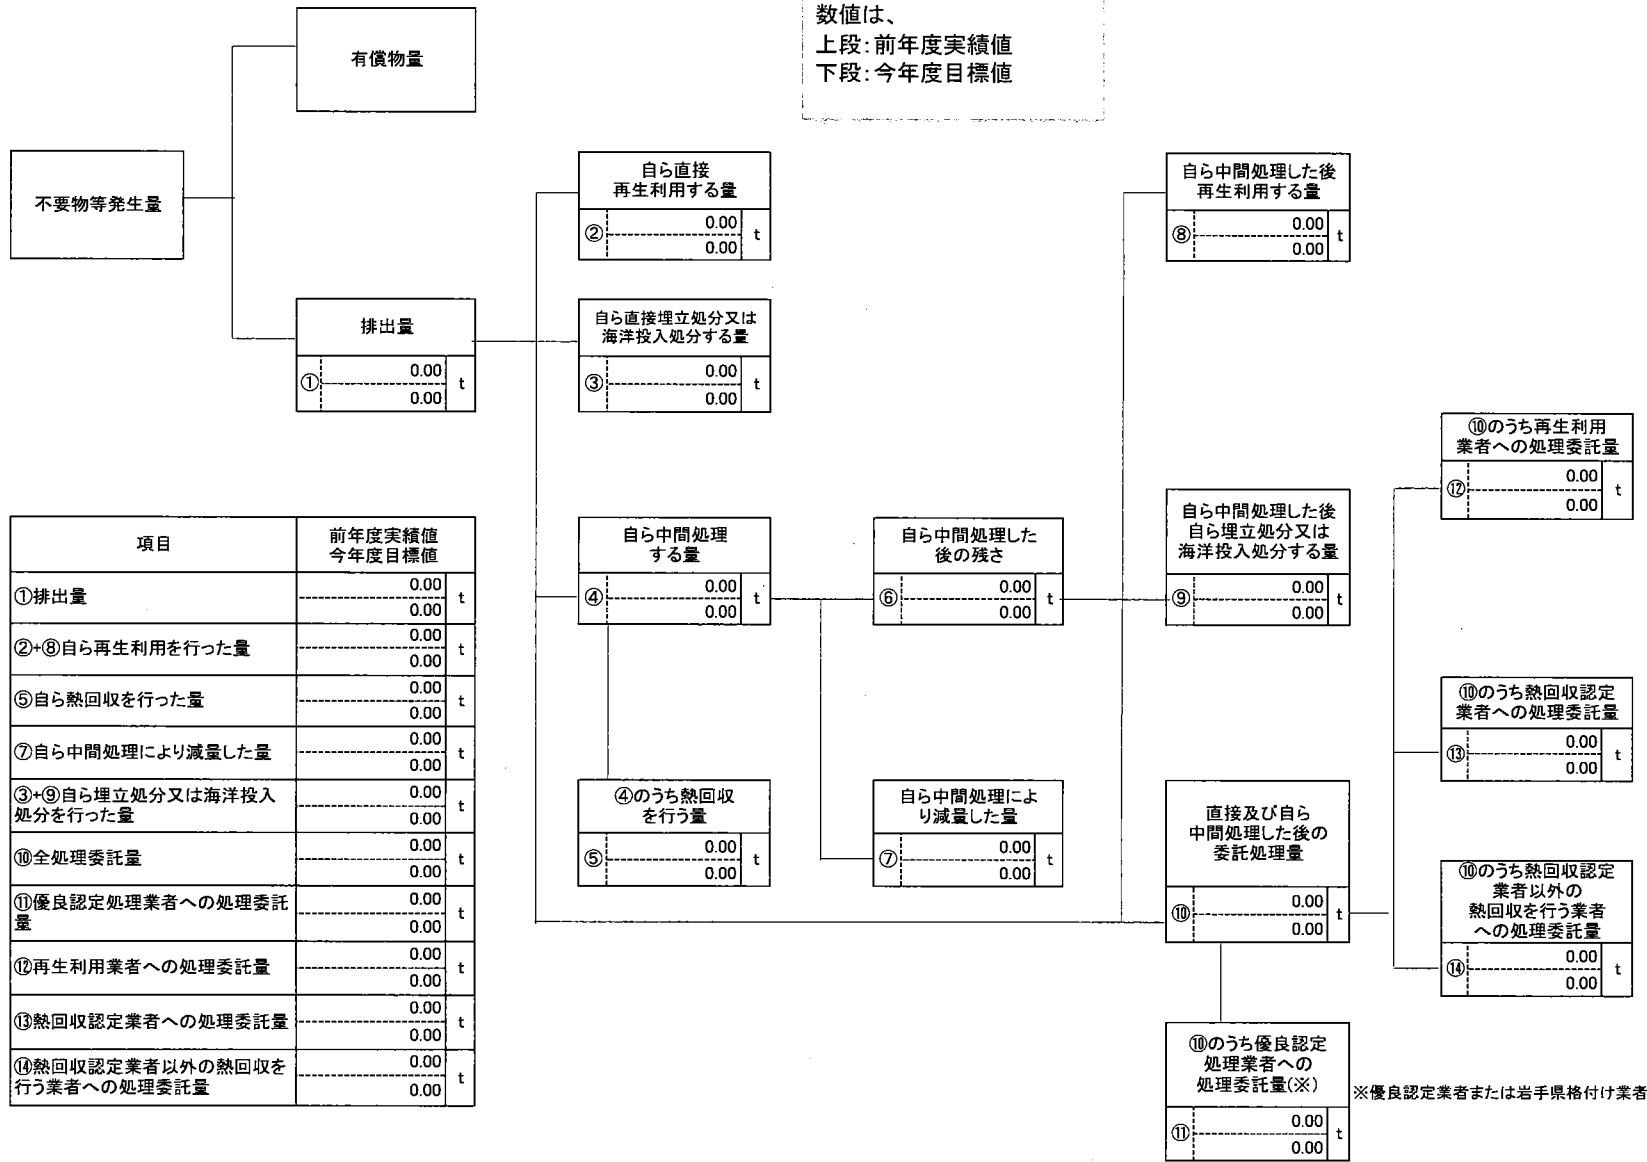 数値は、
上段：前年度実績値
下段：今年度目標値
有償物量
不要物等発生量
排出量
①
0.00
0.00
t
自ら直接
再生利用する量
②
0.00
0.00
t
自ら直接埋立処分又は
海洋投入処分する量
③
0.00
0.00
t
自ら中間処理
する量
④
0.00
0.00
t
④のうち熱回収
を行う量
⑤
0.00
0.00
t
自ら中間処理した
後の残さ
⑥
0.00
0.00
t
自ら中間処理によ
り減量した量
⑦
0.00
0.00
t
自ら中間処理した後
再生利用する量
⑧
0.00
0.00
t
自ら中間処理した後
自ら埋立処分又は
海洋投入処分する量
⑨
0.00
0.00
t
直接及び自ら
中間処理した後の
委託処理量
⑩
0.00
0.00
t
⑩のうち優良認定
処理業者への
処理委託量(※)
⑪
0.00
0.00
t
※優良認定業者または岩手県格付け業者
⑩のうち再生利用
業者への処理委託量
⑫
0.00
0.00
t
⑩のうち熱回収認定
業者への処理委託量
⑬
0.00
0.00
t
⑩のうち熱回収認定
業者以外の
熱回収を行う業者
への処理委託量
⑭
0.00
0.00
t
項目
前年度実績値
今年度目標値
①排出量
0.00
0.00
t
②+⑧自ら再生利用を行った量
0.00
0.00
t
⑤自ら熱回収を行った量
0.00
0.00
t
⑦自ら中間処理により減量した量
0.00
0.00
t
③+⑨自ら埋立処分又は海洋投入
処分を行った量
0.00
0.00
t
⑩全処理委託量
0.00
0.00
t
⑪優良認定処理業者への処理委託
量
0.00
0.00
t
⑫再生利用業者への処理委託量
0.00
0.00
t
⑬熱回収認定業者への処理委託量
0.00
0.00
t
⑭熱回収認定業者以外の熱回収を
行う業者への処理委託量
0.00
0.00
t